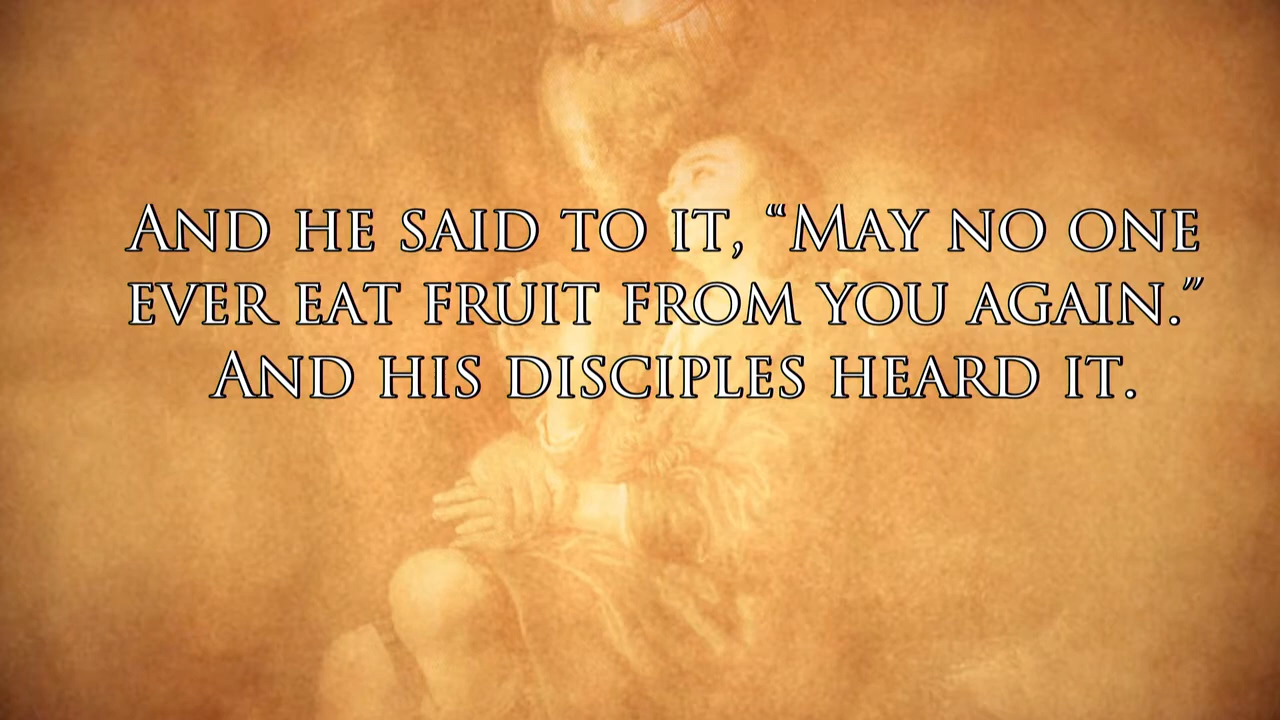 And he said to it, “May no one
ever eat fruit from you again.”
And his disciples heard it.